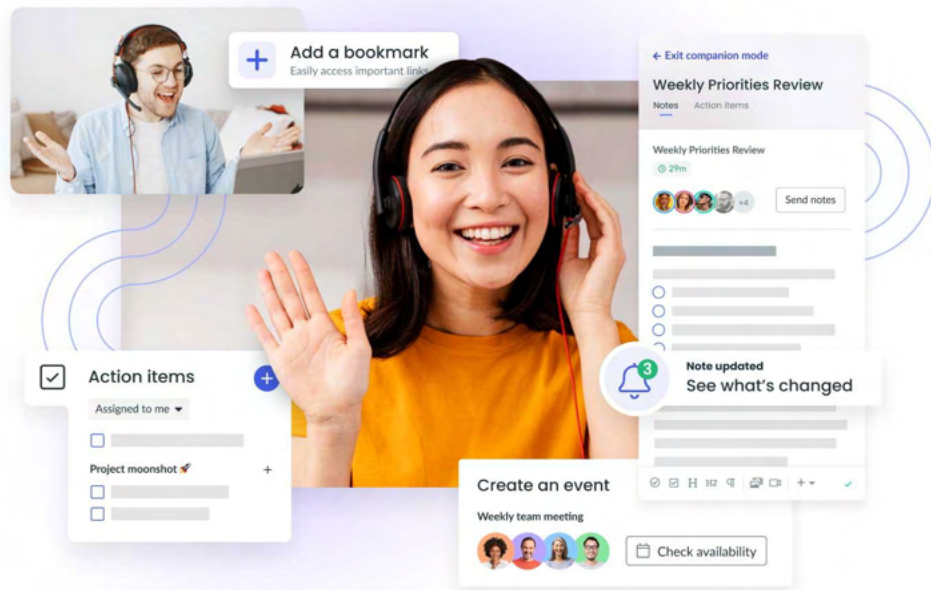 Add a bookmark
Easily access important links
← Exit companion mode
Weekly Priorities Review
Notes Action Items
Weekly Priorities Review
29m
+4
Send notes
3
Note updated
See what's changed
Action items
Assigned to me
Project moonshot 🚀
H H2
Create an event
Weekly team meeting
Check availability